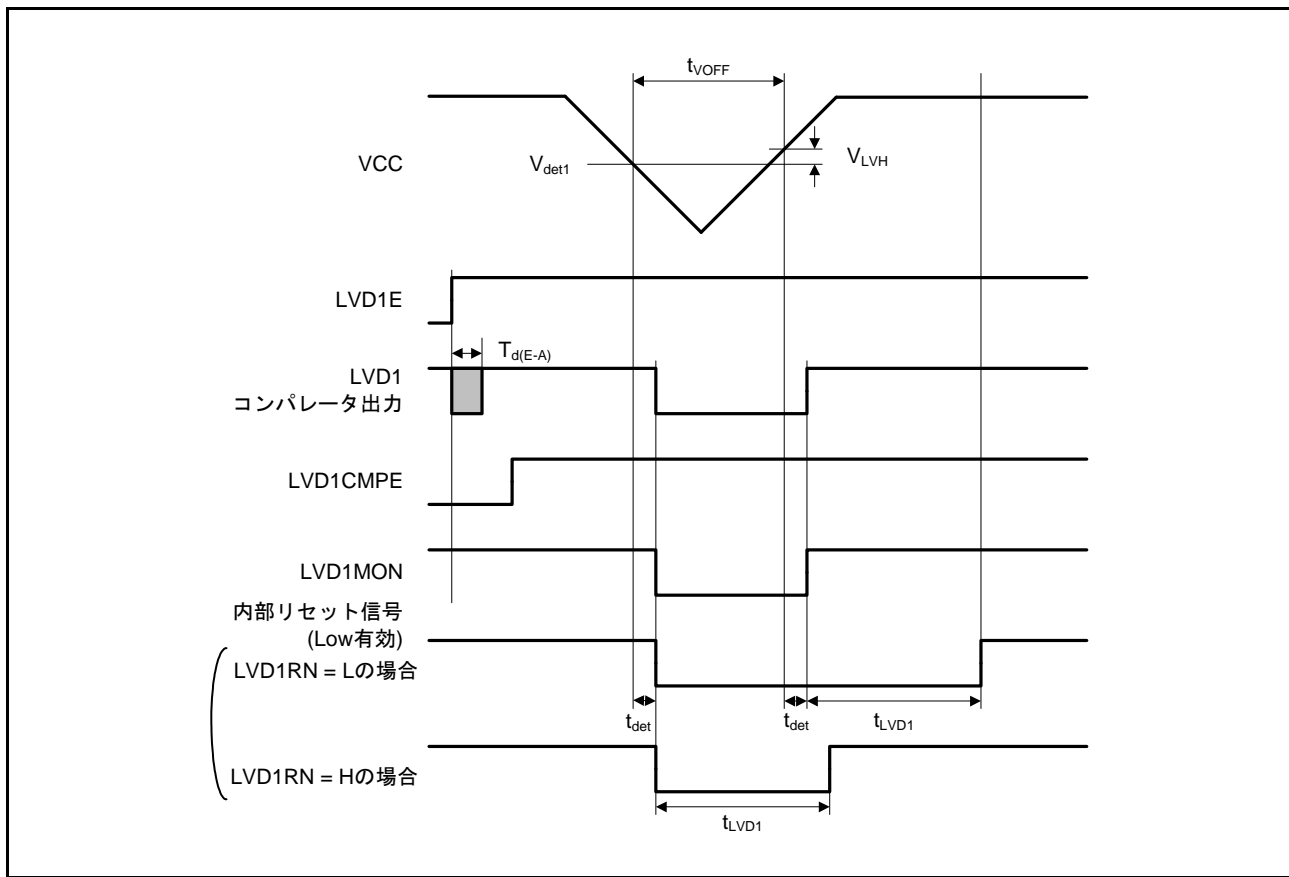 tVOFF
VCC
Vdet1
VLVH
LVD1E
Td(E-A)
LVD1
コンパレータ出力
LVD1CMPE
LVD1MON
内部リセット信号
(Low有効)
LVD1RN = Lの場合
tdet
tdet
tLVD1
LVD1RN = Hの場合
tLVD1